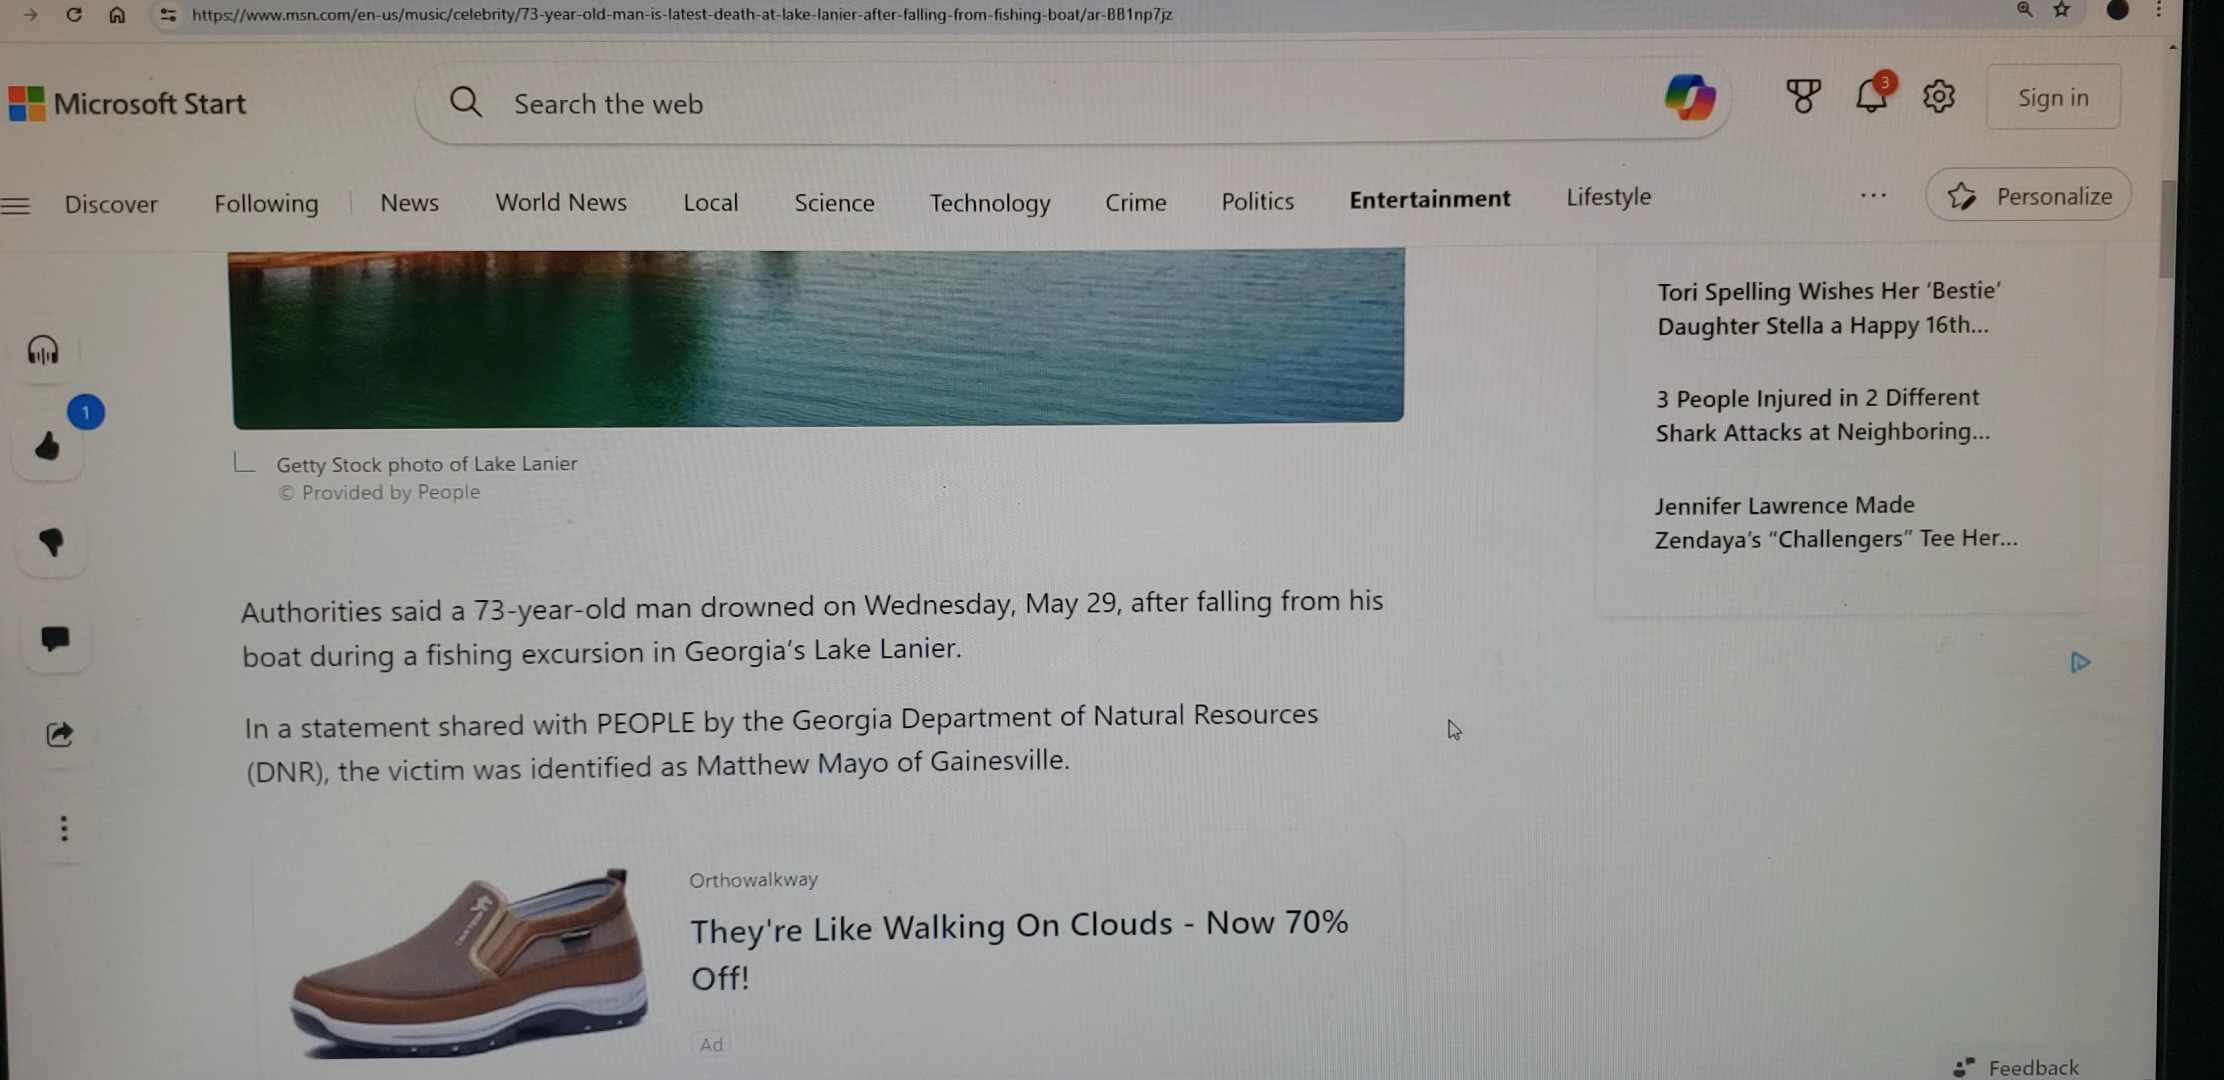 https://www.msn.com/en-us/music/celebrity/73-year-old-man-is-latest-death-at-lake-lanier-after-falling-from-fishing-boat/ar-BB1np7jz
Microsoft Start
Search the web
3
Sign in
Discover
Following
News
World News
Local
Science
Technology
Crime
Politics
Entertainment
Lifestyle
...
Personalize
1
Getty Stock photo of Lake Lanier
© Provided by People
Authorities said a 73-year-old man drowned on Wednesday, May 29, after falling from his
boat during a fishing excursion in Georgia's Lake Lanier.
In a statement shared with PEOPLE by the Georgia Department of Natural Resources
(DNR), the victim was identified as Matthew Mayo of Gainesville.
Orthowalkway
They're Like Walking On Clouds - Now 70%
Off!
Ad
Tori Spelling Wishes Her ‘Bestie’
Daughter Stella a Happy 16th...
3 People Injured in 2 Different
Shark Attacks at Neighboring...
Jennifer Lawrence Made
Zendaya's “Challengers” Tee Her...
Feedback